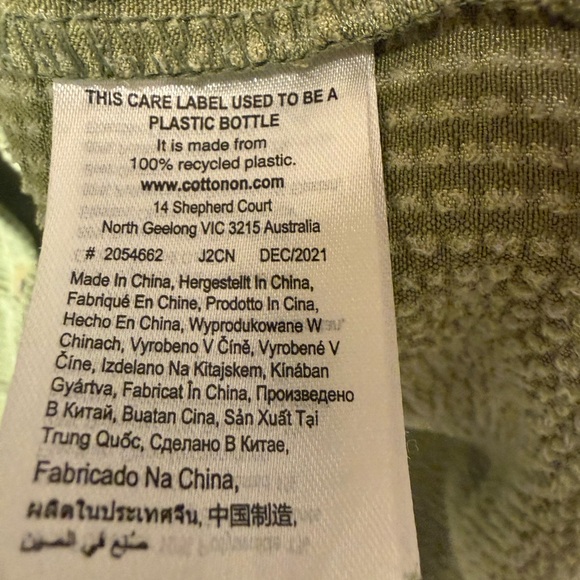 THIS CARE LABEL USED TO BE A
PLASTIC BOTTLE
It is made from
100% recycled plastic.
www.cottonon.com
14 Shepherd Court
North Geelong VIC 3215 Australia
# 2054662 J2CN DEC/2021
Made In China, Hergestellt In China,
Fabriqué En Chine, Prodotto In Cina,
Hecho En China, Wyprodukowane W
Chinach, Vyrobeno V Číně, Vyrobené V
Číne, Izdelano Na Kitajskem, Kínában
Gyártva, Fabricat În China, Произведено
В Китай, Buatan Cina, Sản Xuất Tại
Trung Quốc, Сделано В Китае,
Fabricado Na China,
ผลิตในประเทศจีน, 中国制造,
صنع في الصين